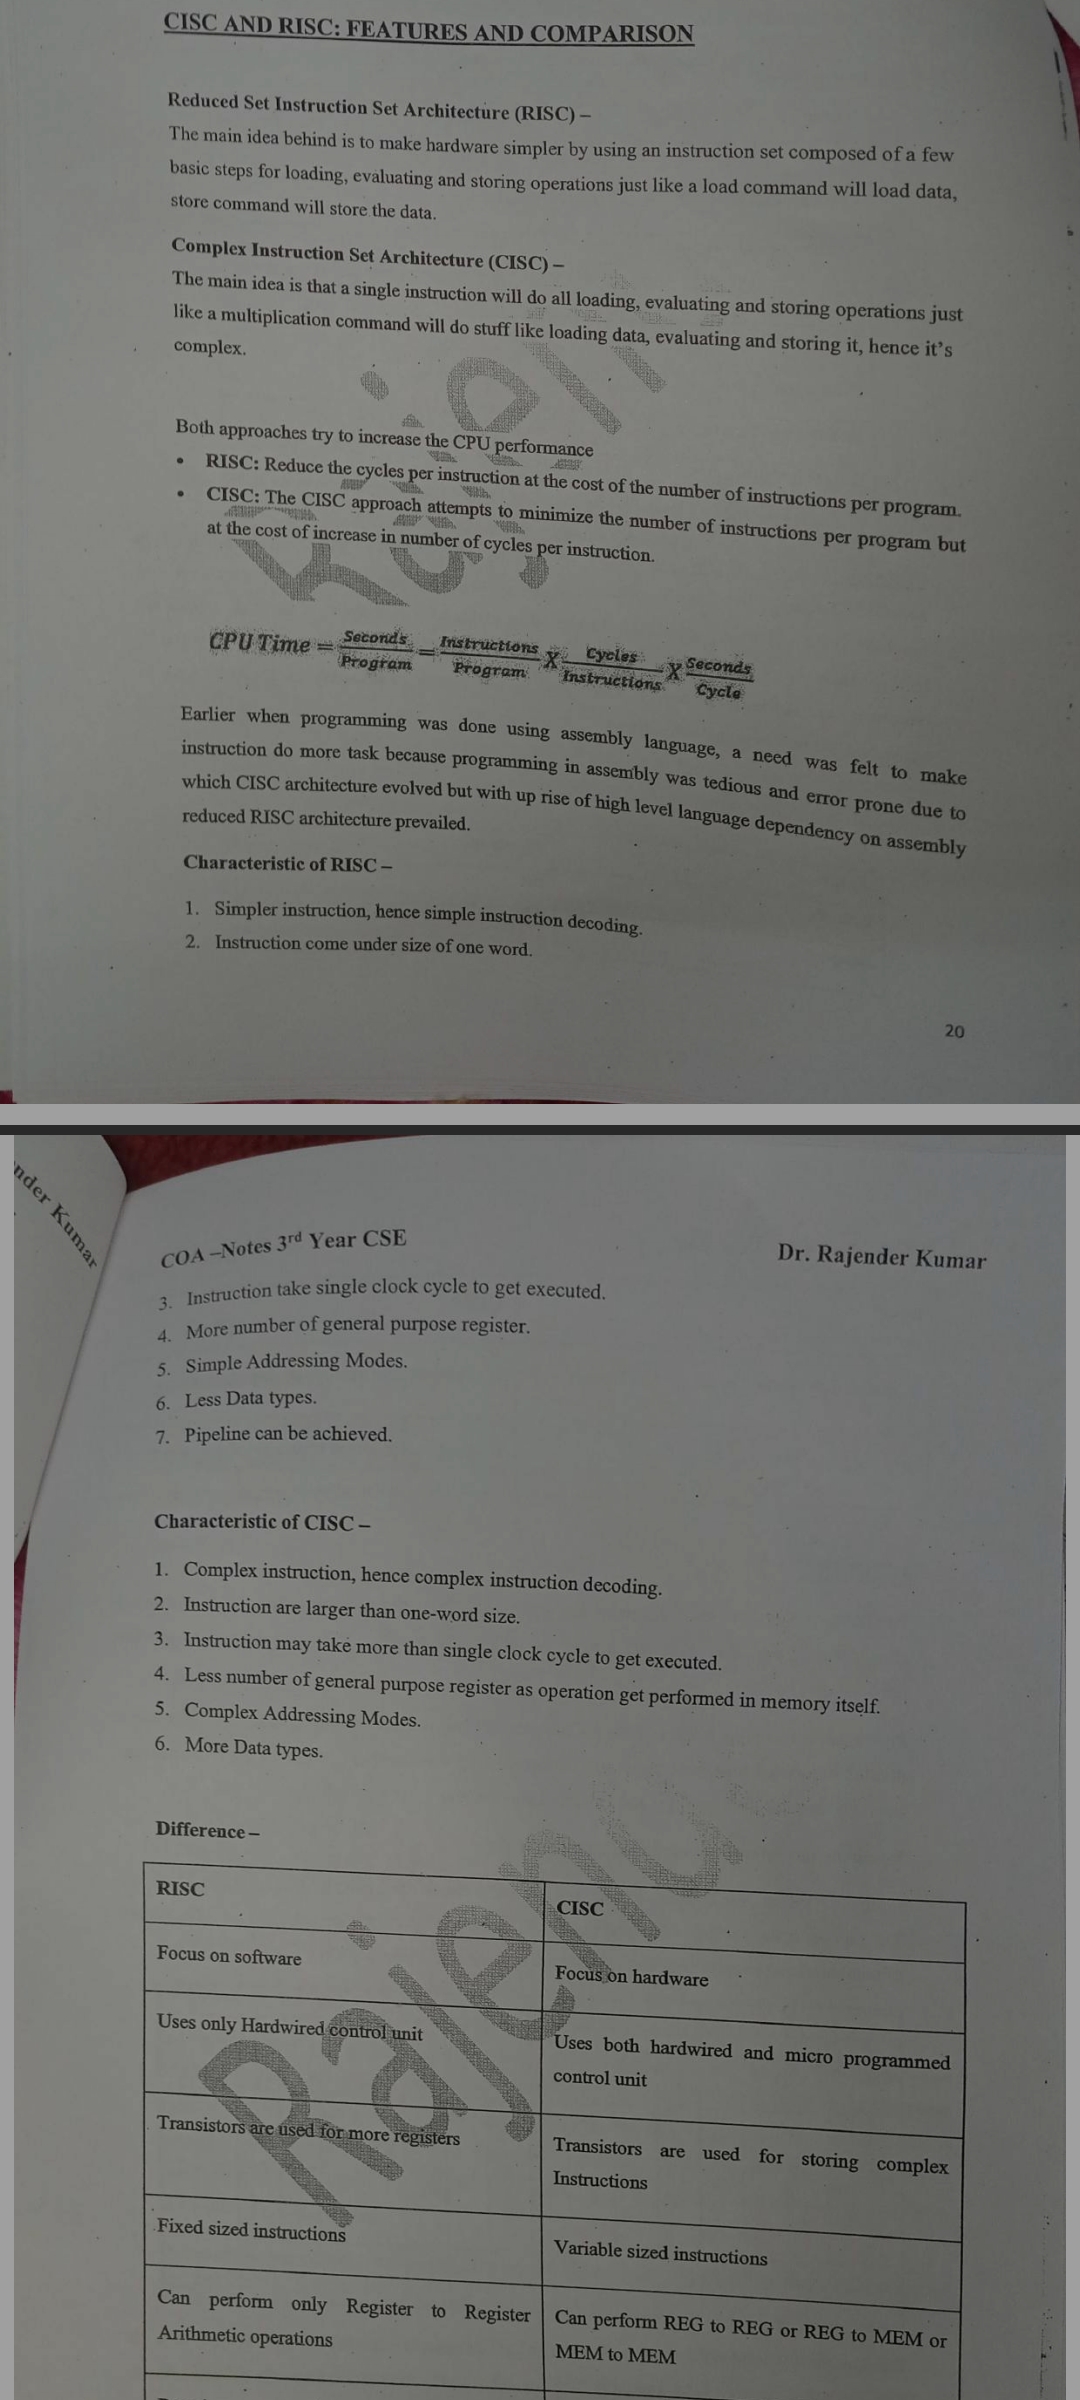 CISC AND RISC: FEATURES AND COMPARISON
Reduced Set Instruction Set Architecture (RISC) –
The main idea behind is to make hardware simpler by using an instruction set composed of a few
basic steps for loading, evaluating and storing operations just like a load command will load data,
store command will store the data.
Complex Instruction Set Architecture (CISC) –
The main idea is that a single instruction will do all loading, evaluating and storing operations just
like a multiplication command will do stuff like loading data, evaluating and storing it, hence it's
complex.
Both approaches try to increase the CPU performance
• RISC: Reduce the cycles per instruction at the cost of the number of instructions per program.
• CISC: The CISC approach attempts to minimize the number of instructions per program but
at the cost of increase in number of cycles per instruction.
CPU Time = Seconds/Program = Instructions/Program X Cycles/Instructions X Seconds/Cycle
Earlier when programming was done using assembly language, a need was felt to make
instruction do more task because programming in assembly was tedious and error prone due to
which CISC architecture evolved but with up rise of high level language dependency on assembly
reduced RISC architecture prevailed.
Characteristic of RISC –
1. Simpler instruction, hence simple instruction decoding.
2. Instruction come under size of one word.
20
nder Kumar
COA –Notes 3rd Year CSE
Dr. Rajender Kumar
3. Instruction take single clock cycle to get executed.
4. More number of general purpose register.
5. Simple Addressing Modes.
6. Less Data types.
7. Pipeline can be achieved.
Characteristic of CISC –
1. Complex instruction, hence complex instruction decoding.
2. Instruction are larger than one-word size.
3. Instruction may take more than single clock cycle to get executed.
4. Less number of general purpose register as operation get performed in memory itself.
5. Complex Addressing Modes.
6. More Data types.
Difference –
RISC
CISC
Focus on software
Focus on hardware
Uses only Hardwired control unit
Uses both hardwired and micro programmed
control unit
Transistors are used for more registers
Transistors are used for storing complex
Instructions
Fixed sized instructions
Variable sized instructions
Can perform only Register to Register
Arithmetic operations
Can perform REG to REG or REG to MEM or
MEM to MEM